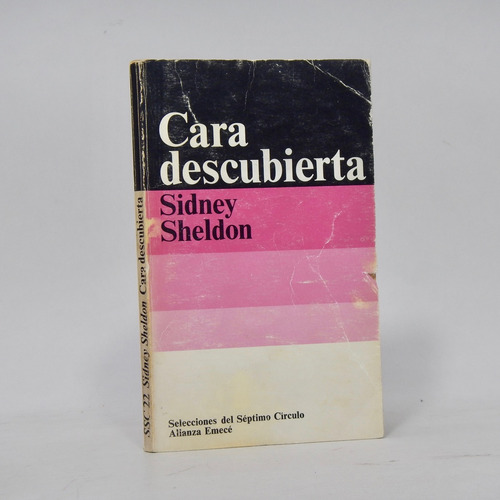 Cara
descubierta
Sidney
Sheldon
Selecciones del Séptimo Círculo
Alianza Emecé
SSC 22 Sidney Sheldon Cara descubierta